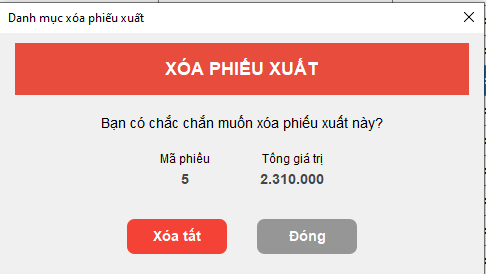 Danh mục xóa phiếu xuất
XÓA PHIẾU XUẤT
Bạn có chắc chắn muốn xóa phiếu xuất này?
Mã phiếu Tổng giá trị
5 2.310.000
Xóa tất Đóng